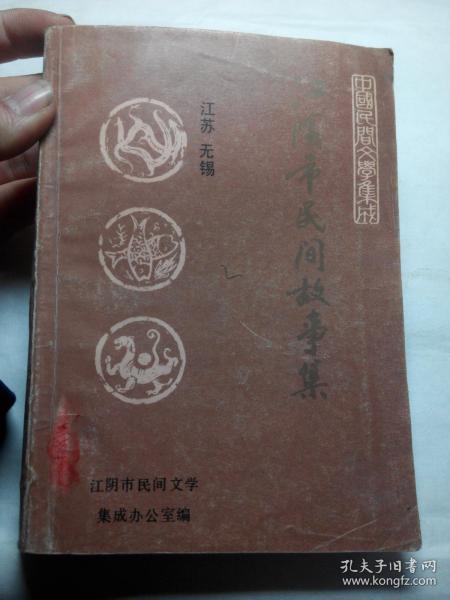 中國民間文學集成
江阴市民间故事集
江苏 无锡
江阴市民间文学
集成办公室编
孔夫子旧书网
www.kongfz.com